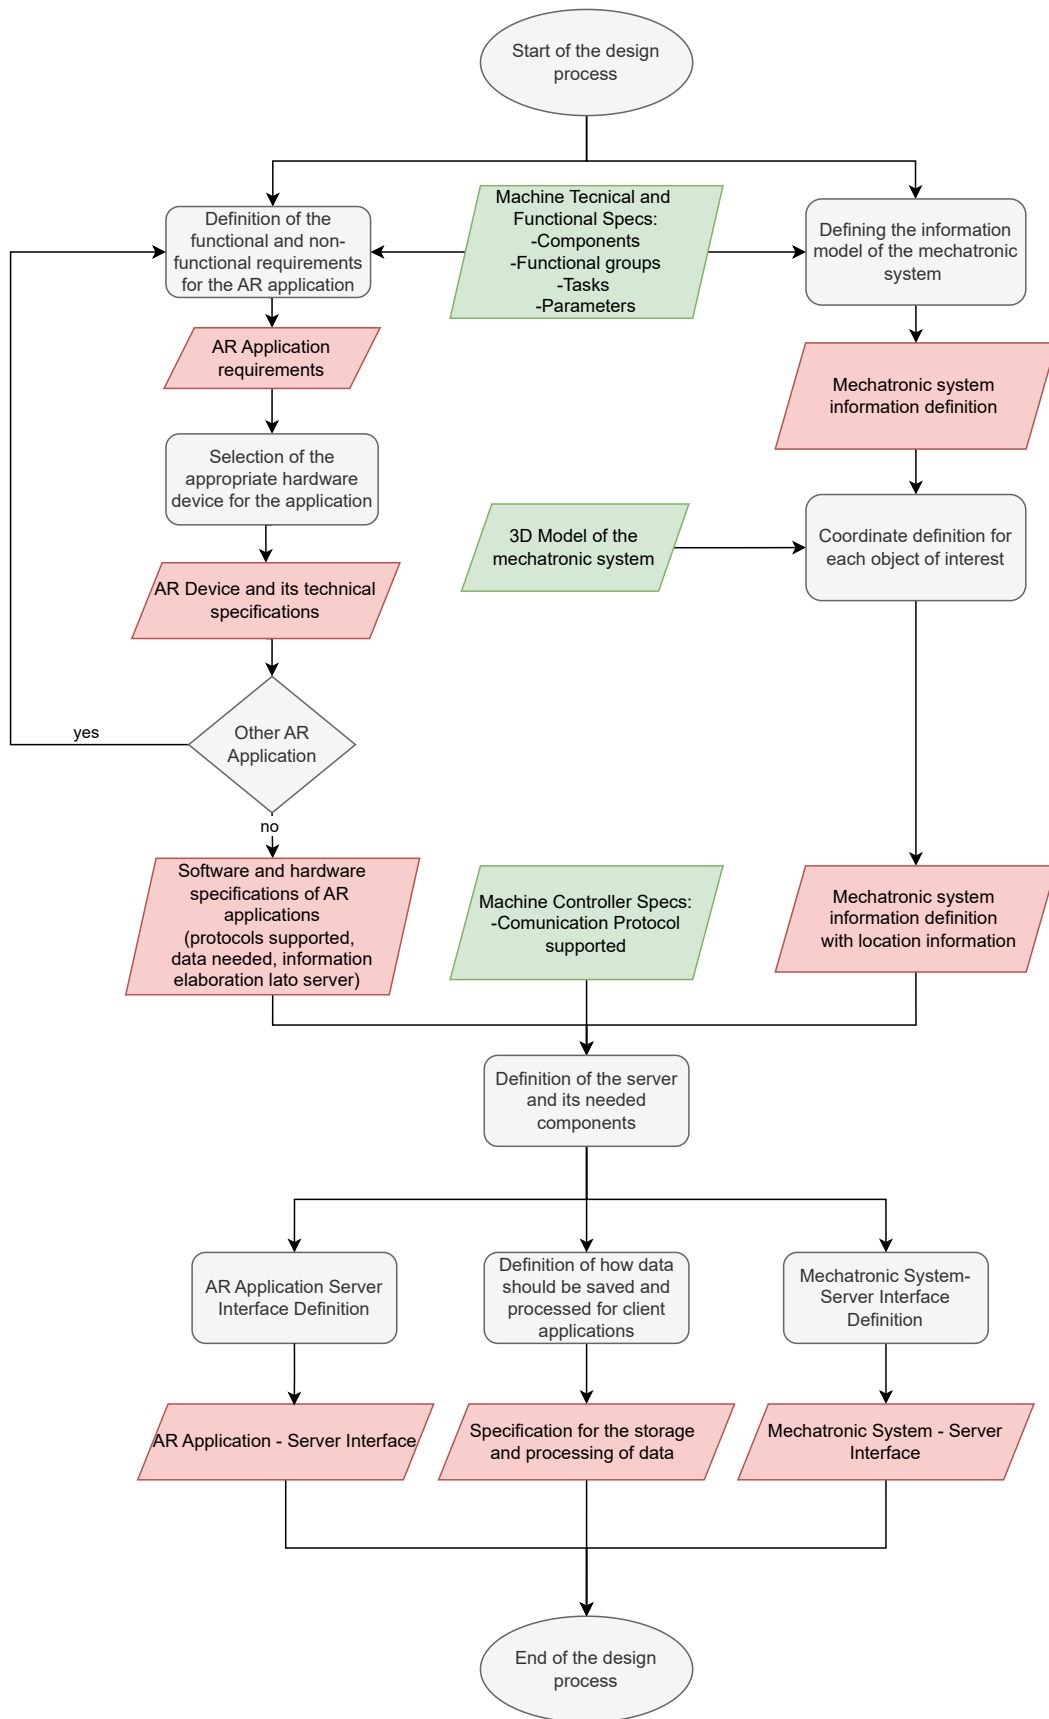 Start of the design
process
Definition of the
functional and non-
functional requirements
for the AR application
Machine Tecnical and
Functional Specs:
-Components
-Functional groups
-Tasks
-Parameters
Defining the information
model of the mechatronic
system
AR Application
requirements
Mechatronic system
information definition
Selection of the
appropriate hardware
device for the application
3D Model of the
mechatronic system
Coordinate definition for
each object of interest
AR Device and its technical
specifications
Other AR
Application
yes
no
Software and hardware
specifications of AR
applications
(protocols supported,
data needed, information
elaboration lato server)
Machine Controller Specs:
-Comunication Protocol
supported
Mechatronic system
information definition
with location information
Definition of the server
and its needed
components
AR Application Server
Interface Definition
Definition of how data
should be saved and
processed for client
applications
Mechatronic System-
Server Interface
Definition
AR Application - Server Interface
Specification for the storage
and processing of data
Mechatronic System - Server
Interface
End of the design
process